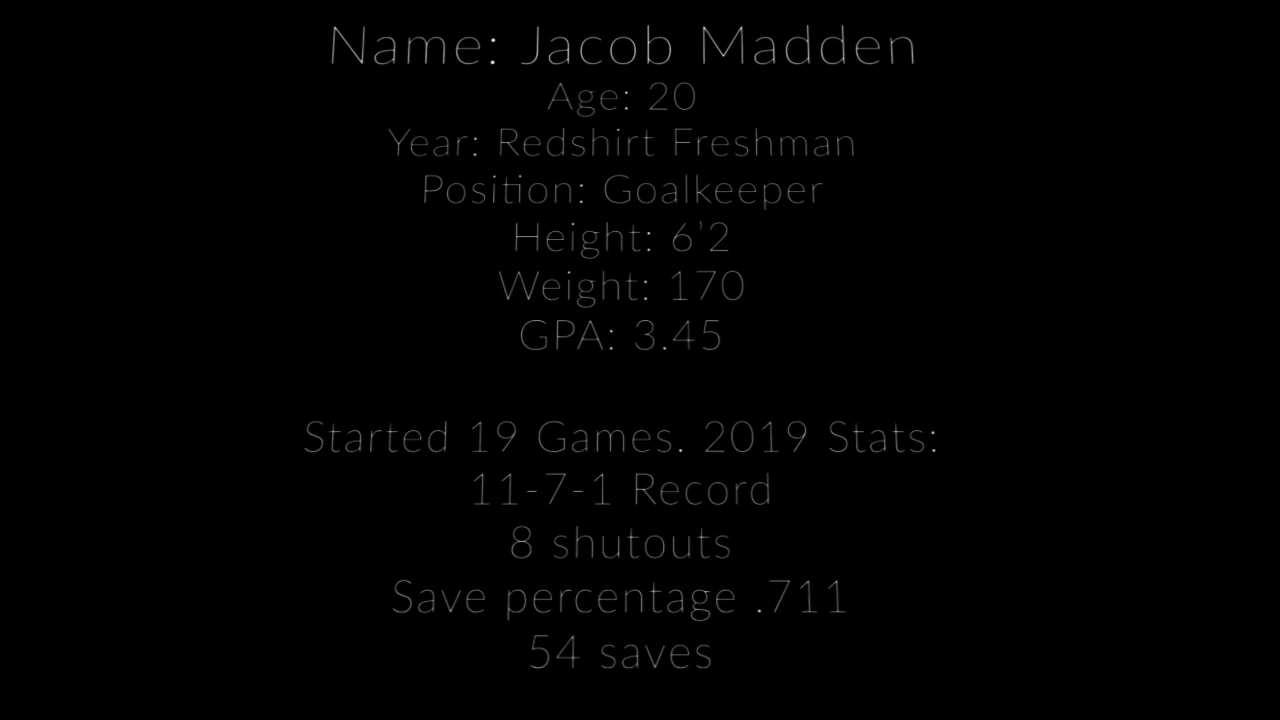 Name: Jacob Madden
Age: 20
Year: Redshirt Freshman
Position: Goalkeeper
Height: 6’2
Weight: 170
GPA: 3.45
Started 19 Games. 2019 Stats:
11-7-1 Record
8 shutouts
Save percentage .711
54 saves